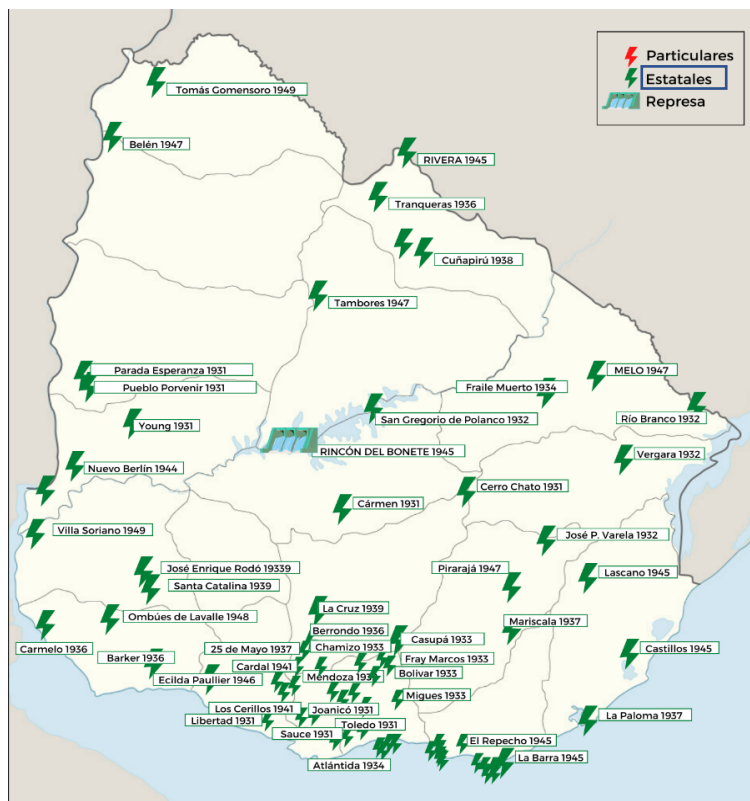 Particulares
Estatales
Represa
Tomás Gomensoro 1949
Belén 1947
RIVERA 1945
Tranqueras 1936
Cuñapirú 1938
Tambores 1947
Parada Esperanza 1931
MELO 1947
Pueblo Porvenir 1931
Fraile Muerto 1934
San Gregorio de Polanco 1932
Río Branco 1932
Young 1931
RINCÓN DEL BONETE 1945
Vergara 1932
Nuevo Berlín 1944
Cerro Chato 1931
Cármen 1931
Villa Soriano 1949
José P. Varela 1932
José Enrique Rodó 19339
Pirarajá 1947
Lascano 1945
Santa Catalina 1939
La Cruz 1939
Ombúes de Lavalle 1948
Mariscala 1937
Berrondo 1936
Casupá 1933
Carmelo 1936
25 de Mayo 1937
Chamizo 1933
Castillos 1945
Barker 1936
Fray Marcos 1933
Cardal 1941
Bolivar 1933
Ecilda Paullier 1946
Méndoza 193
Migues 1933
Los Cerillos 1941
Joanicó 1931
La Paloma 1937
Libertad 1931
Toledo 1931
Sauce 1931
El Repecho 1945
La Barra 1945
Atlántida 1934